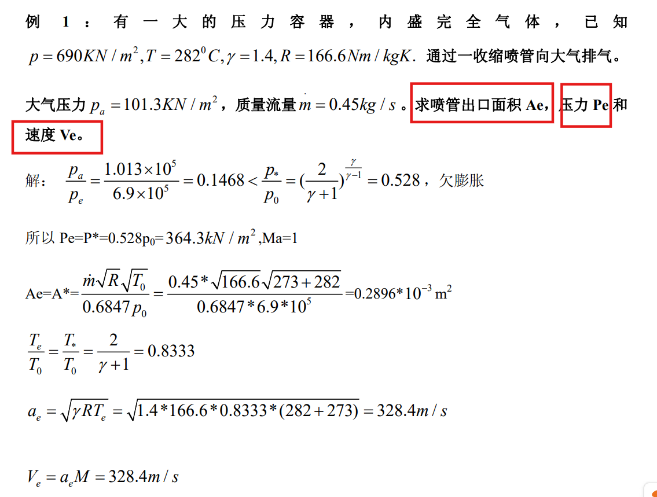 例 1：有一大的压力容器，内盛完全气体，已知
p = 690KN / m², T = 282⁰C, γ = 1.4, R = 166.6Nm / kgK. 通过一收缩喷管向大气排气。
大气压力 pₐ = 101.3KN / m²，质量流量 ṁ = 0.45kg / s。求喷管出口面积 Ae，压力 Pe 和
速度 Ve。
解：pₐ/pₑ = 1.013×10⁵/6.9×10⁵ = 0.1468 < p*/p₀ = (2/(γ+1))^(γ/(γ−1)) = 0.528，欠膨胀
所以 Pe=P*=0.528p₀= 364.3kN / m²,Ma=1
Ae=A*= ṁ√R√T₀/0.6847 p₀ = 0.45*√166.6√273+282/0.6847*6.9*10⁵ =0.2896*10⁻³ m²
Tₑ/T₀ = T*/T₀ = 2/(γ+1) = 0.8333
aₑ = √γRTₑ = √1.4*166.6*0.8333*(282+273) = 328.4m / s
Vₑ = aₑM = 328.4m / s